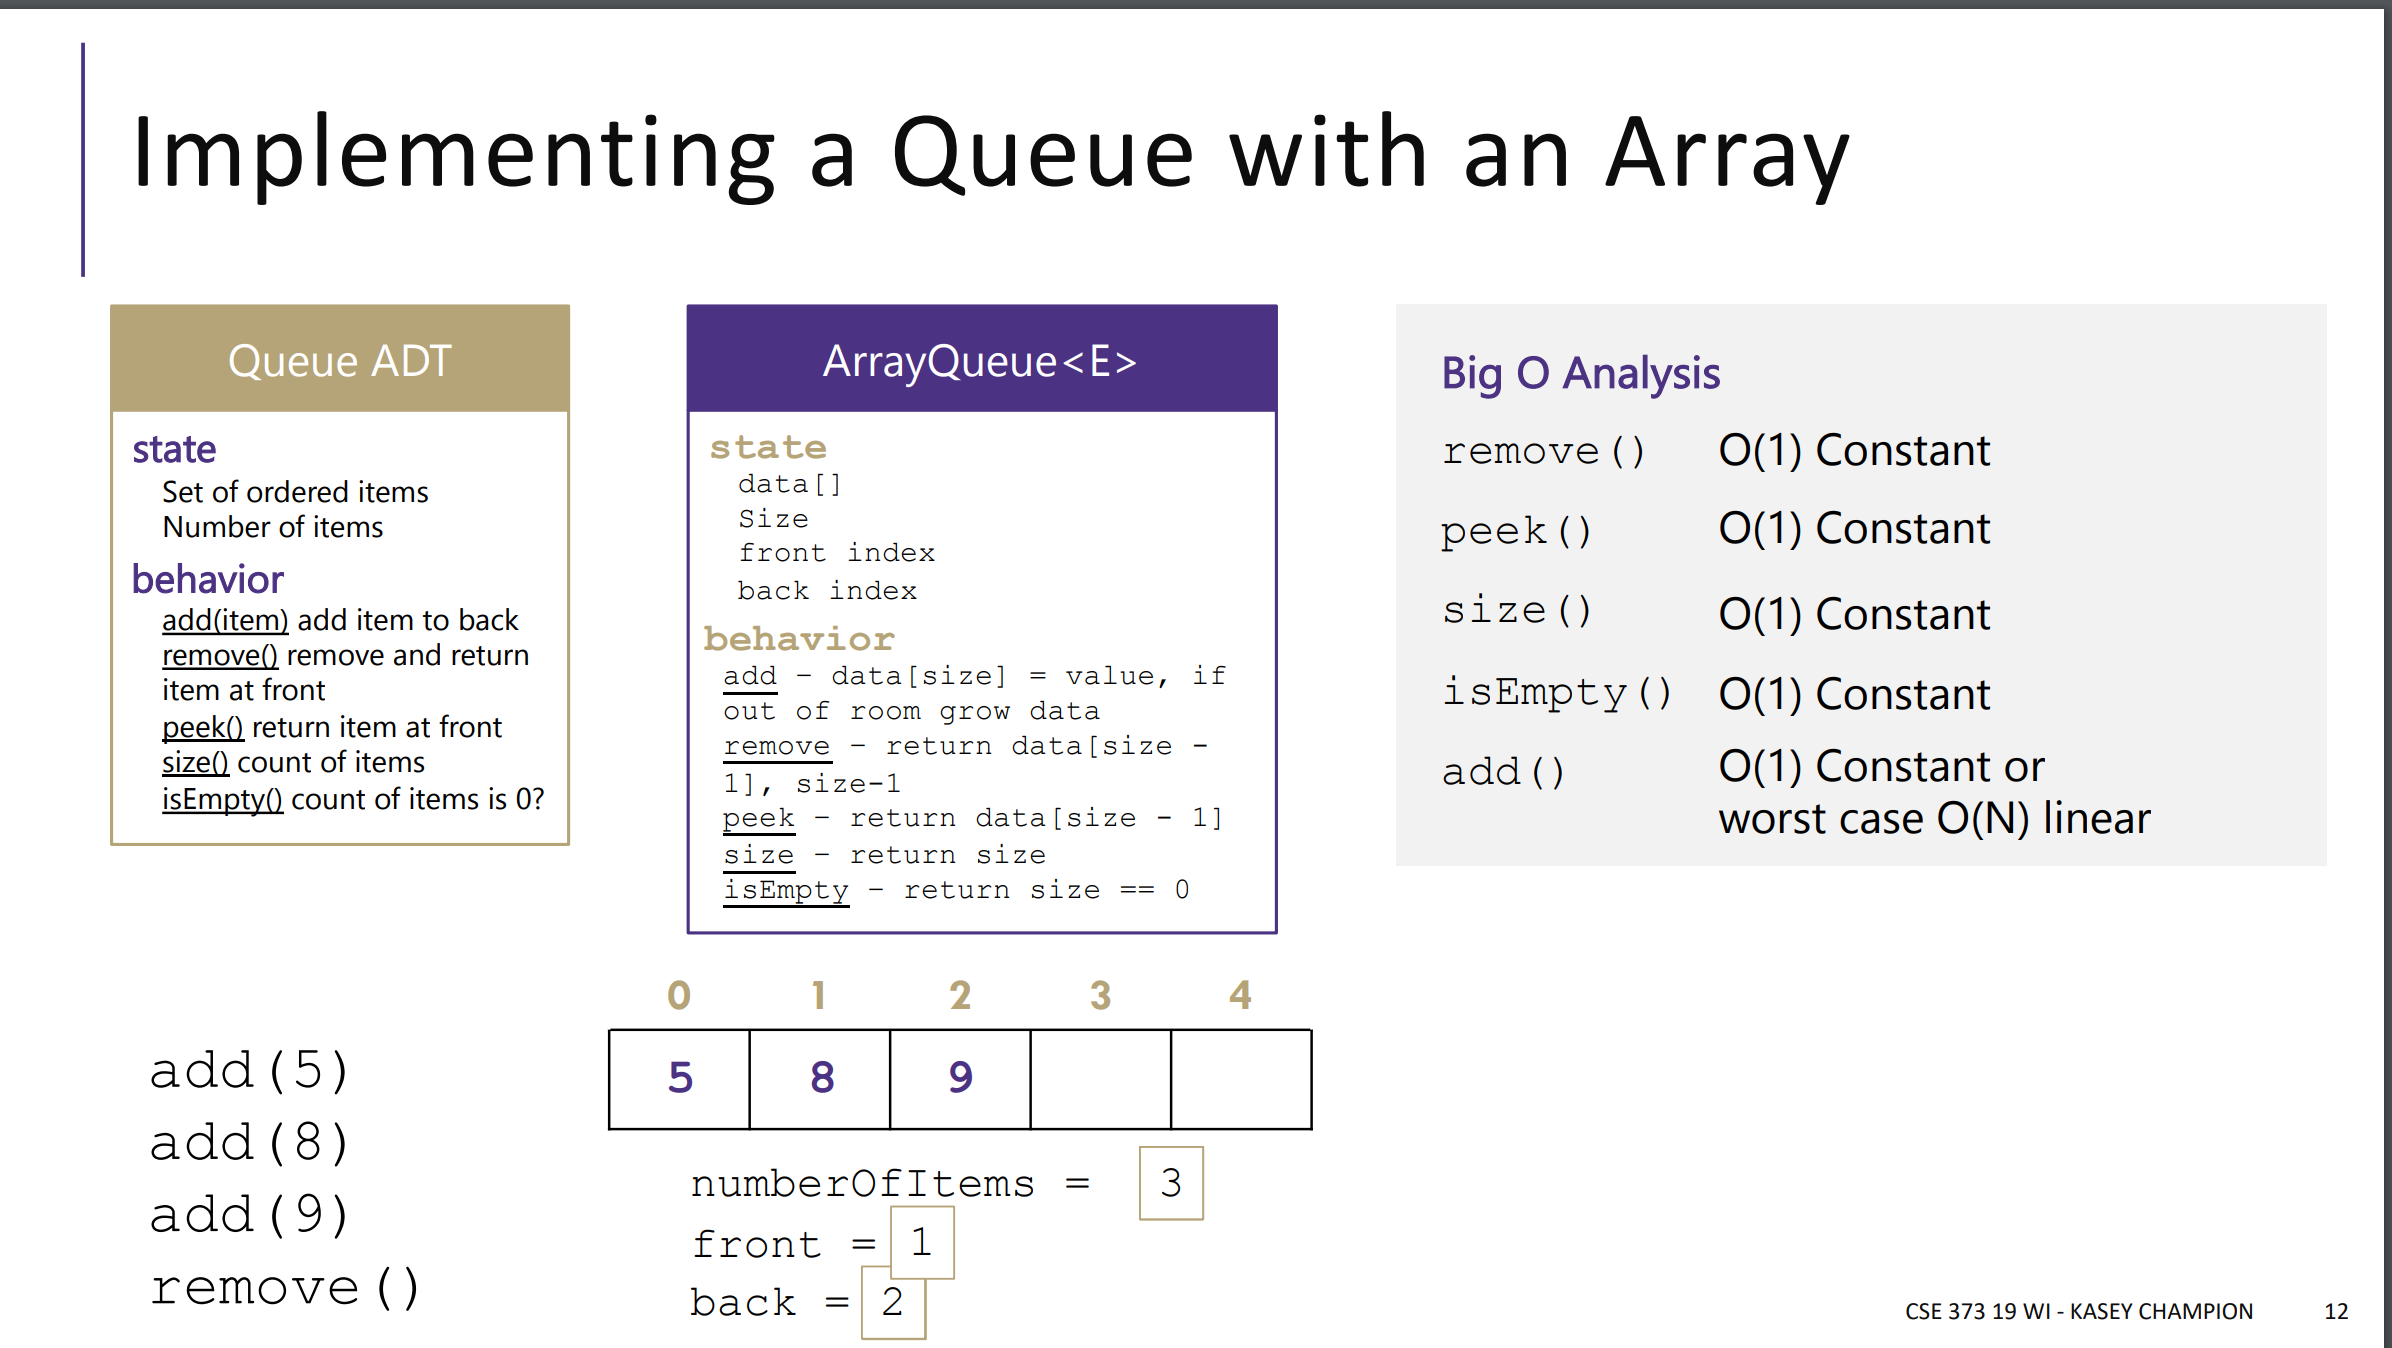 Implementing a Queue with an Array
Queue ADT
state
Set of ordered items
Number of items
behavior
add(item) add item to back
remove() remove and return
item at front
peek() return item at front
size() count of items
isEmpty() count of items is 0?
ArrayQueue<E>
state
data[]
Size
front index
back index
behavior
add – data[size] = value, if
out of room grow data
remove – return data[size -
1], size-1
peek – return data[size - 1]
size – return size
isEmpty – return size == 0
Big O Analysis
remove() O(1) Constant
peek() O(1) Constant
size() O(1) Constant
isEmpty() O(1) Constant
add() O(1) Constant or
worst case O(N) linear
0 1 2 3 4
5 8 9
add(5)
add(8)
add(9)
remove()
numberOfItems = 3
front = 1
back = 2
CSE 373 19 WI - KASEY CHAMPION 12